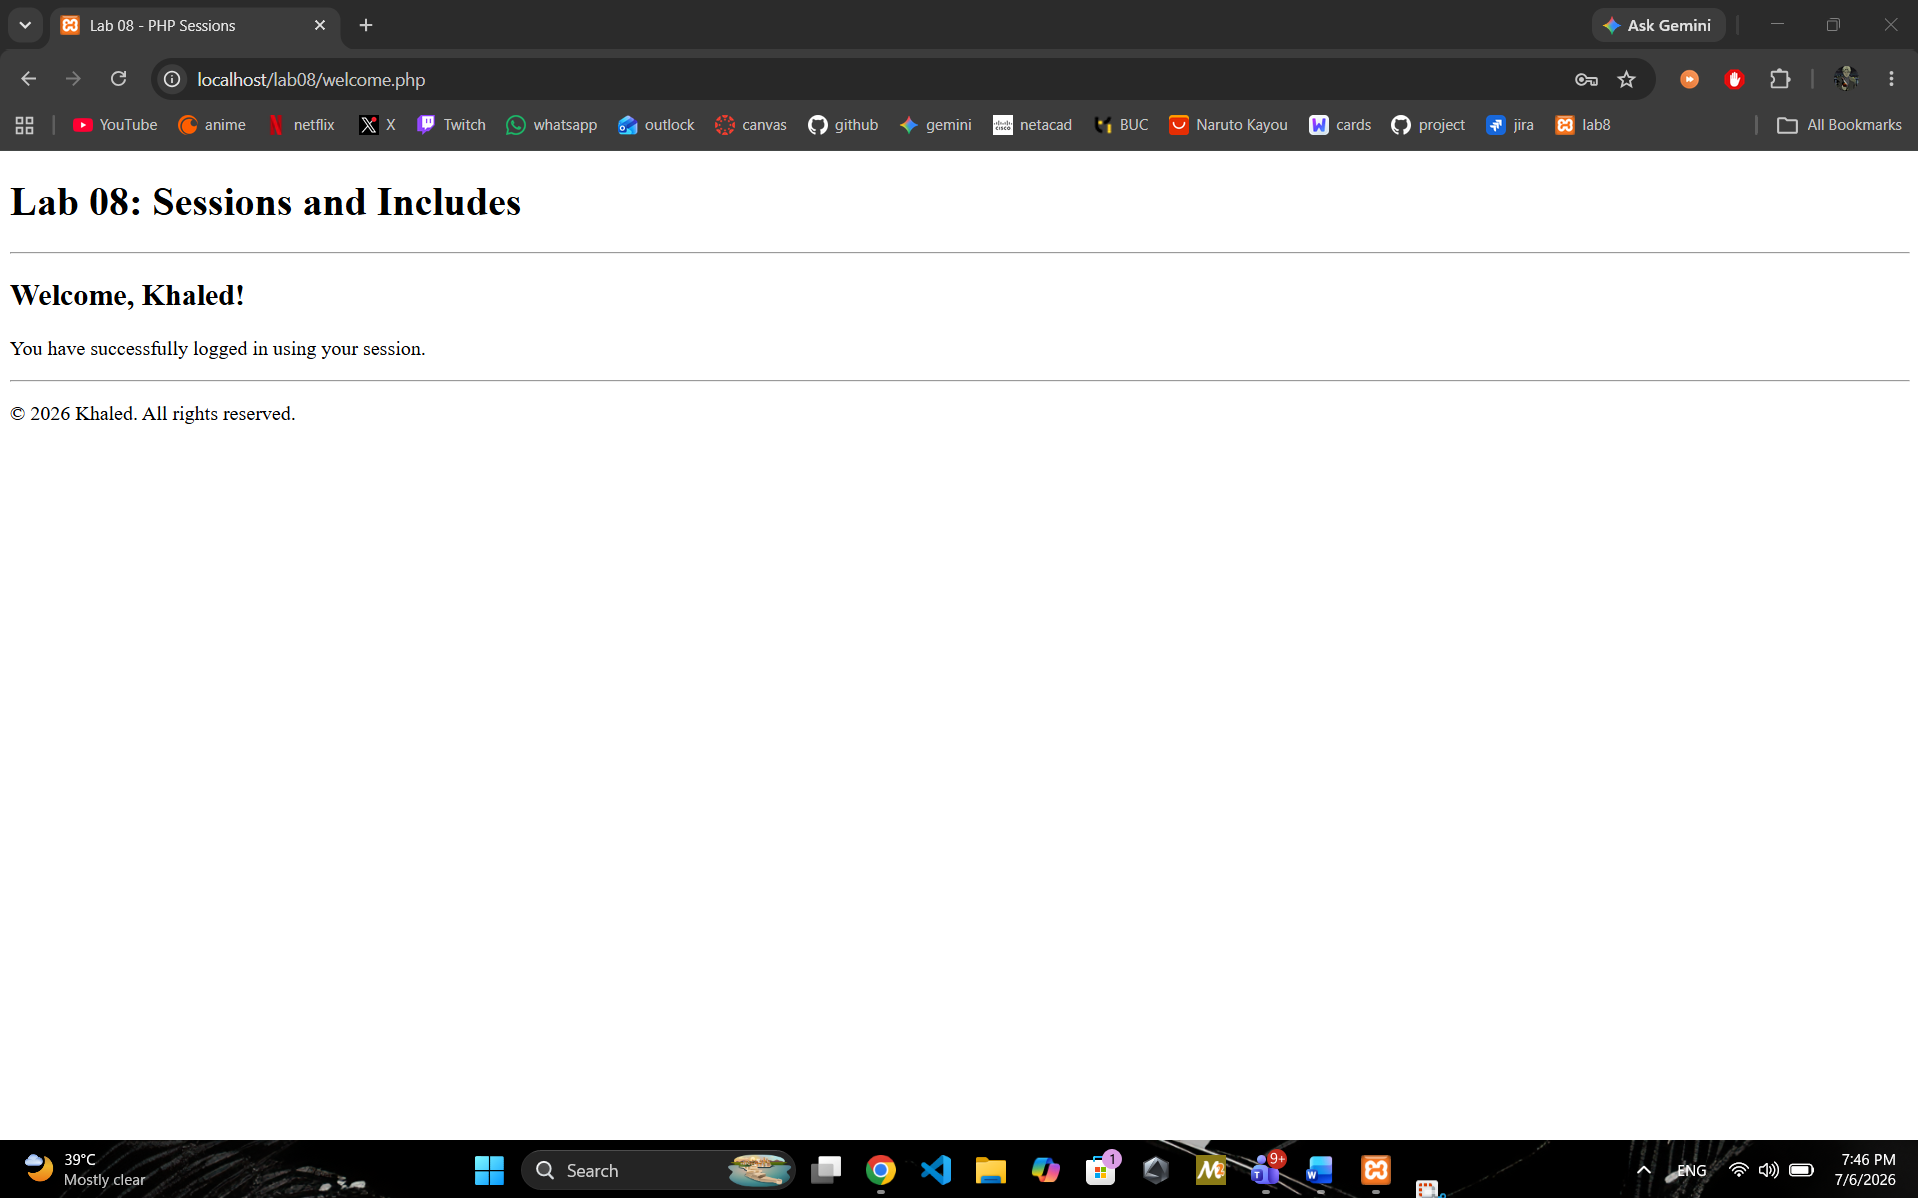 Lab 08 - PHP Sessions
Ask Gemini
localhost/lab08/welcome.php
YouTube anime netflix X Twitch whatsapp outlock canvas github gemini netacad BUC Naruto Kayou cards project jira lab8 All Bookmarks
Lab 08: Sessions and Includes
Welcome, Khaled!
You have successfully logged in using your session.
© 2026 Khaled. All rights reserved.
39°C
Mostly clear
Search
1
9+
ENG
7:46 PM
7/6/2026